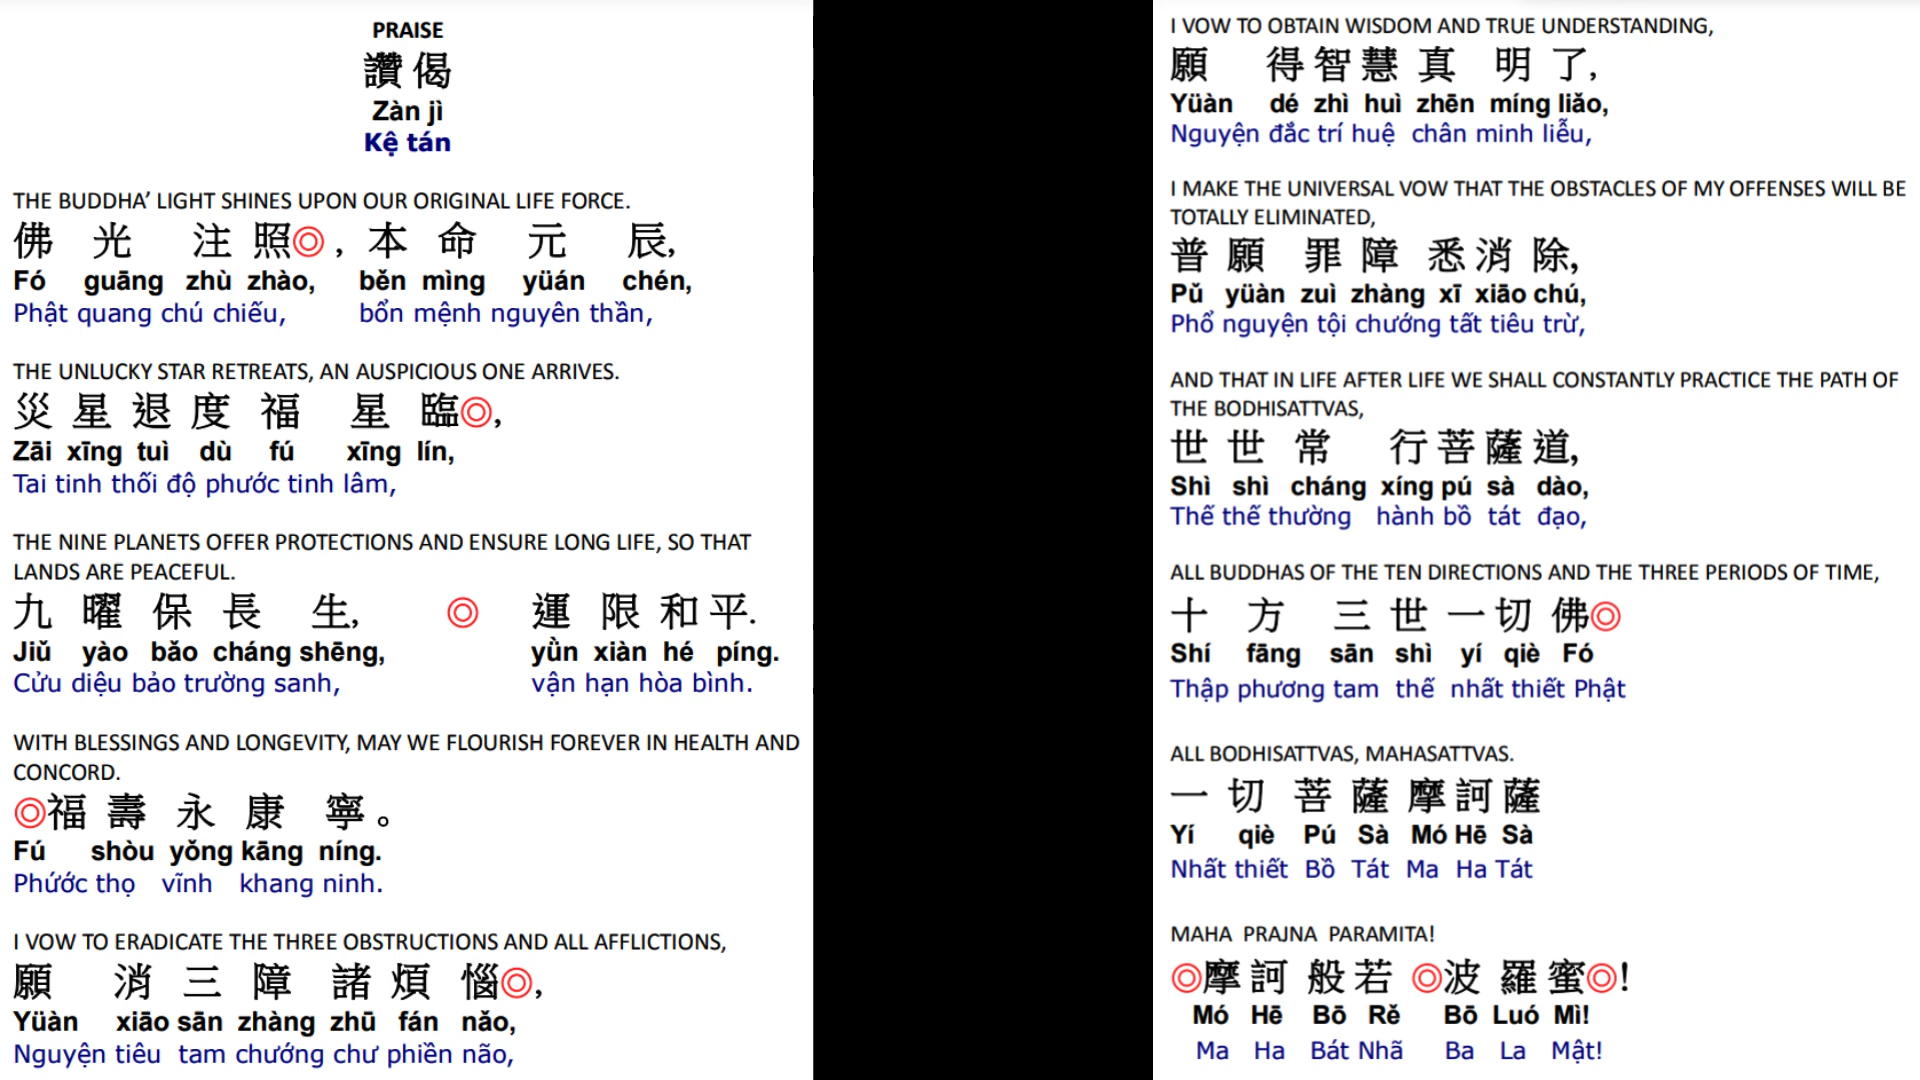 PRAISE
讚偈
Zàn jì
Kệ tán
THE BUDDHA’ LIGHT SHINES UPON OUR ORIGINAL LIFE FORCE.
佛 光 注 照◎, 本 命 元 辰,
Fó guāng zhù zhào, běn mìng yüán chén,
Phật quang chú chiếu, bổn mệnh nguyên thần,
THE UNLUCKY STAR RETREATS, AN AUSPICIOUS ONE ARRIVES.
災 星 退 度 福 星 臨◎,
Zāi xīng tuì dù fú xīng lín,
Tai tinh thối độ phước tinh lâm,
THE NINE PLANETS OFFER PROTECTIONS AND ENSURE LONG LIFE, SO THAT
LANDS ARE PEACEFUL.
九 曜 保 長 生, ◎ 運 限 和 平.
Jiǔ yào bǎo cháng shēng, yǜn xiàn hé píng.
Cửu diệu bảo trường sanh, vận hạn hòa bình.
WITH BLESSINGS AND LONGEVITY, MAY WE FLOURISH FOREVER IN HEALTH AND
CONCORD.
◎福 壽 永 康 寧。
Fú shòu yǒng kāng níng.
Phứớc thọ vĩnh khang ninh.
I VOW TO ERADICATE THE THREE OBSTRUCTIONS AND ALL AFFLICTIONS,
願 消 三 障 諸 煩 惱◎,
Yüàn xiāo sān zhàng zhū fán nǎo,
Nguyện tiêu tam chướng chư phiền não,
I VOW TO OBTAIN WISDOM AND TRUE UNDERSTANDING,
願 得 智 慧 真 明 了,
Yüàn dé zhì huì zhēn míng liǎo,
Nguyện đắc trí huệ chân minh liễu,
I MAKE THE UNIVERSAL VOW THAT THE OBSTACLES OF MY OFFENSES WILL BE
TOTALLY ELIMINATED,
普 願 罪 障 悉 消 除,
Pǔ yüàn zuì zhàng xī xiāo chú,
Phổ nguyện tội chướng tất tiêu trừ,
AND THAT IN LIFE AFTER LIFE WE SHALL CONSTANTLY PRACTICE THE PATH OF
THE BODHISATTVAS,
世 世 常 行 菩 薩 道,
Shì shì cháng xíng pú sà dào,
Thế thế thường hành bồ tát đạo,
ALL BUDDHAS OF THE TEN DIRECTIONS AND THE THREE PERIODS OF TIME,
十 方 三 世 一 切 佛◎
Shí fāng sān shì yí qiè Fó
Thập phương tam thế nhất thiết Phật
ALL BODHISATTVAS, MAHASATTVAS.
一 切 菩 薩 摩 訶 薩
Yí qiè Pú Sà Mó Hē Sà
Nhất thiết Bồ Tát Ma Ha Tát
MAHA PRAJNA PARAMITA!
◎摩 訶 般 若 ◎波 羅 蜜◎!
Mó Hē Bō Rě Bō Luó Mì!
Ma Ha Bát Nhã Ba La Mật!